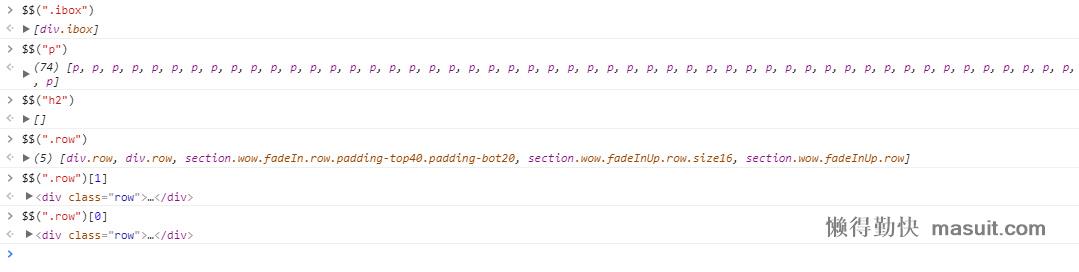 > $$(".ibox")
<· ▶[div.ibox]
> $$("p")
<· ▶(74) [p, p, p, p, p, p, p, p, p, p, p, p, p, p, p, p, p, p, p, p, p, p, p, p, p, p, p, p, p, p, p, p, p, p, p, p, p, p, p, p, p, p, p, p, p, p, p, p, p, p, p
, p]
> $$("h2")
<· ▶[]
> $$(".row")
<· ▶(5) [div.row, div.row, section.wow.fadeIn.row.padding-top40.padding-bot20, section.wow.fadeInUp.row.size16, section.wow.fadeInUp.row]
> $$(".row")[1]
<· ▶<div class="row">…</div>
> $$(".row")[0]
<· ▶<div class="row">…</div>
>
懒得勤快 masuit.com